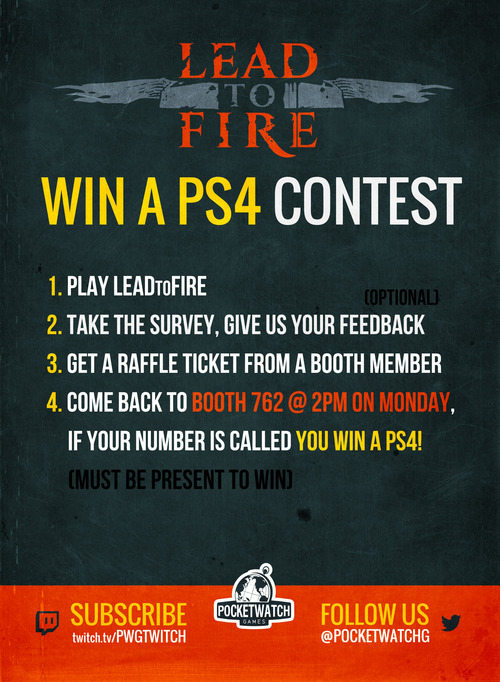 LEAD
TO
FIRE
WIN A PS4 CONTEST
1. PLAY LEADTOFIRE
(OPTIONAL)
2. TAKE THE SURVEY, GIVE US YOUR FEEDBACK
3. GET A RAFFLE TICKET FROM A BOOTH MEMBER
4. COME BACK TO BOOTH 762 @ 2PM ON MONDAY,
IF YOUR NUMBER IS CALLED YOU WIN A PS4!
(MUST BE PRESENT TO WIN)
SUBSCRIBE
twitch.tv/PWGTWITCH
POCKETWATCH
GAMES
FOLLOW US
@POCKETWATCHG